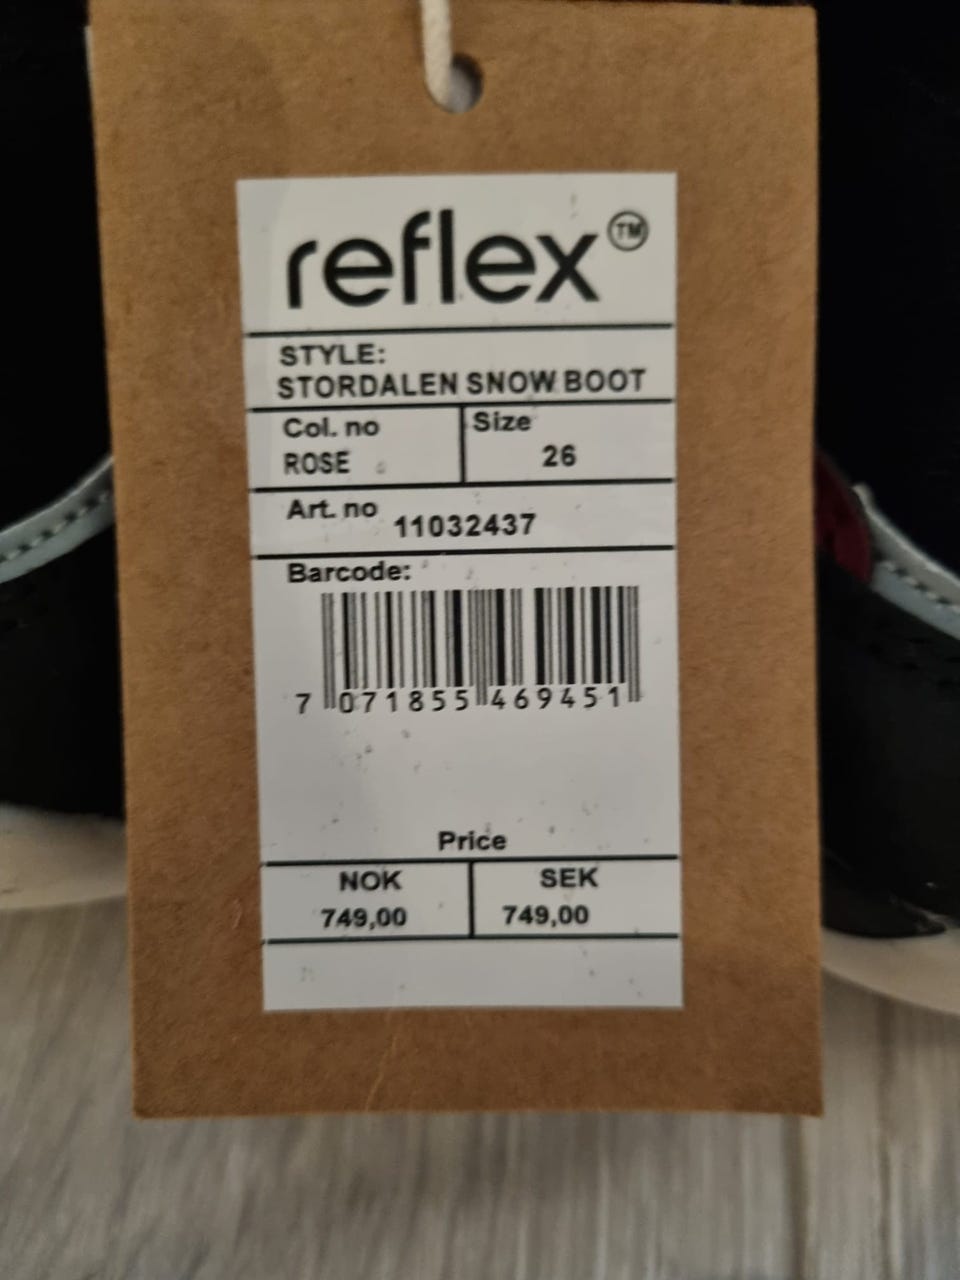 reflex™
STYLE:
STORDALEN SNOW BOOT
Col. no
ROSE
Size
26
Art. no 11032437
Barcode:
7 071855 469451
Price
NOK
749,00
SEK
749,00